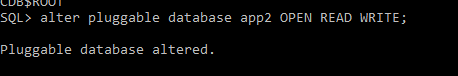 CDB$ROOT
SQL> alter pluggable database app2 OPEN READ WRITE;
Pluggable database altered.